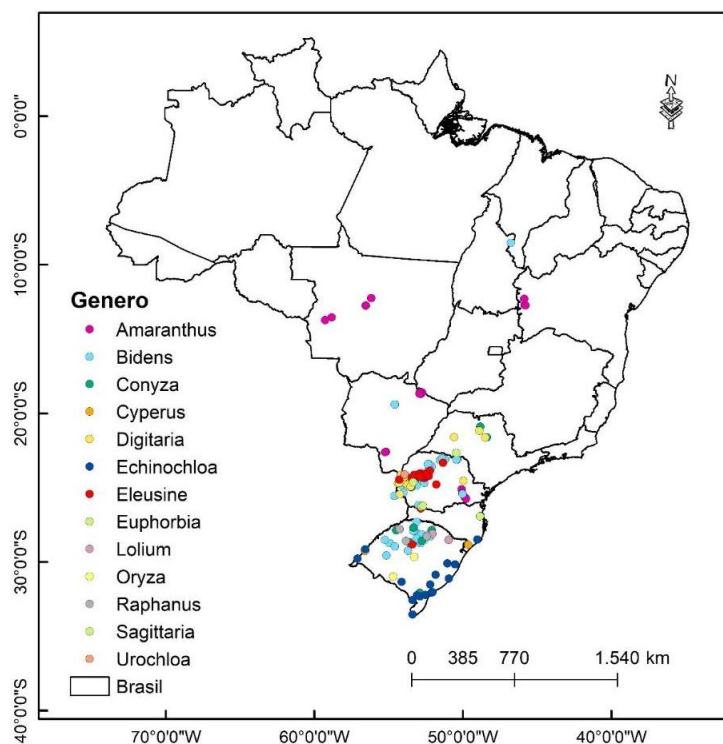 N
0°0'0"
10°0'0"S
20°0'0"S
30°0'0"S
40°0'0"S
Genero
Amaranthus
Bidens
Conyza
Cyperus
Digitaria
Echinochloa
Eleusine
Euphorbia
Lolium
Oryza
Raphanus
Sagittaria
Urochloa
Brasil
0 385 770 1.540 km
70°0'0"W 60°0'0"W 50°0'0"W 40°0'0"W